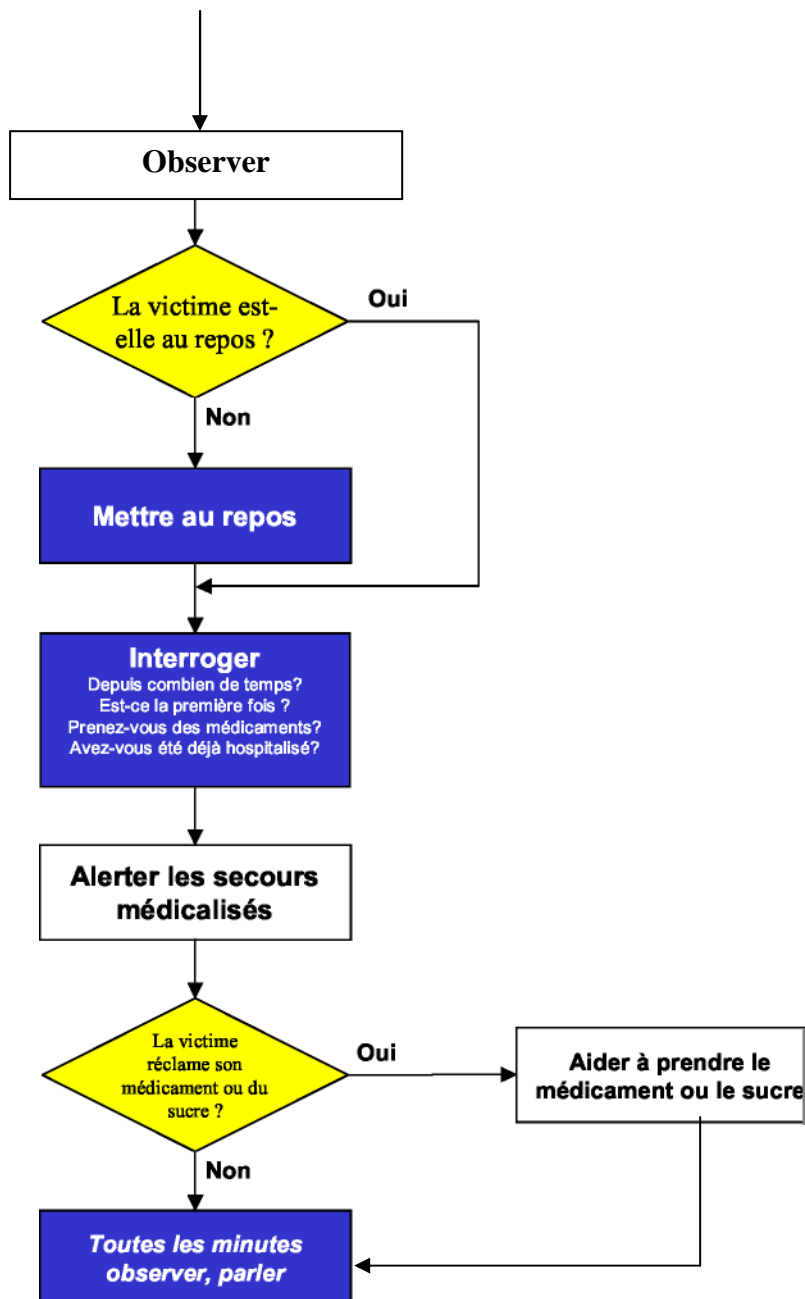 Observer
La victime est-
elle au repos ?
Oui
Non
Mettre au repos
Interroger
Depuis combien de temps?
Est-ce la première fois ?
Prenez-vous des médicaments?
Avez-vous été déjà hospitalisé?
Alerter les secours
médicalisés
La victime
réclame son
médicament ou du
sucre ?
Oui
Aider à prendre le
médicament ou le sucre
Non
Toutes les minutes
observer, parler